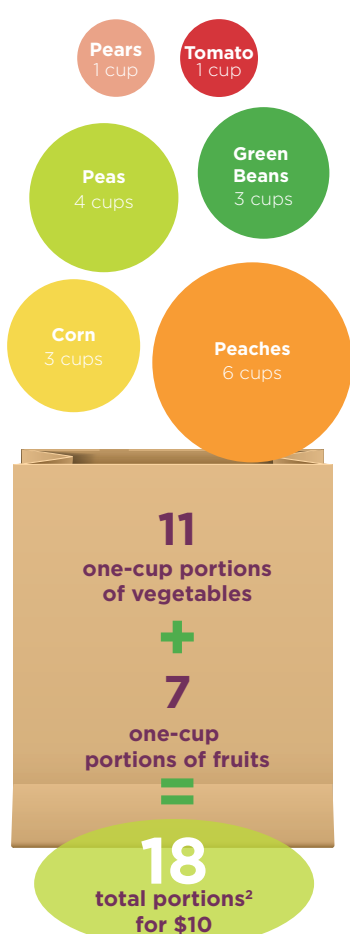 Pears
1 cup
Tomato
1 cup
Peas
4 cups
Green
Beans
3 cups
Corn
3 cups
Peaches
6 cups
11
one-cup portions
of vegetables
+
7
one-cup
portions of fruits
=
18
total portions²
for $10